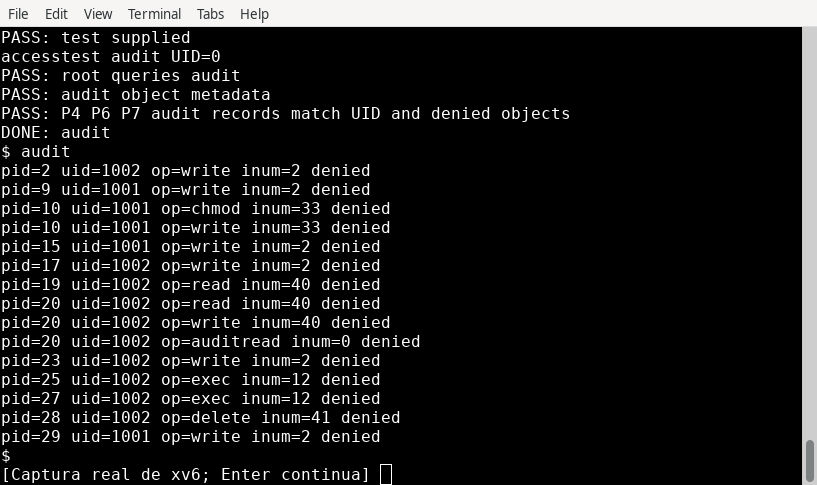 File Edit View Terminal Tabs Help
PASS: test supplied
accesstest audit UID=0
PASS: root queries audit
PASS: audit object metadata
PASS: P4 P6 P7 audit records match UID and denied objects
DONE: audit
$ audit
pid=2 uid=1002 op=write inum=2 denied
pid=9 uid=1001 op=write inum=2 denied
pid=10 uid=1001 op=chmod inum=33 denied
pid=10 uid=1001 op=write inum=33 denied
pid=15 uid=1001 op=write inum=2 denied
pid=17 uid=1002 op=write inum=2 denied
pid=19 uid=1002 op=read inum=40 denied
pid=20 uid=1002 op=read inum=40 denied
pid=20 uid=1002 op=write inum=40 denied
pid=20 uid=1002 op=auditread inum=0 denied
pid=23 uid=1002 op=write inum=2 denied
pid=25 uid=1002 op=exec inum=12 denied
pid=27 uid=1002 op=exec inum=12 denied
pid=28 uid=1002 op=delete inum=41 denied
pid=29 uid=1001 op=write inum=2 denied
$
[Captura real de xv6; Enter continua]